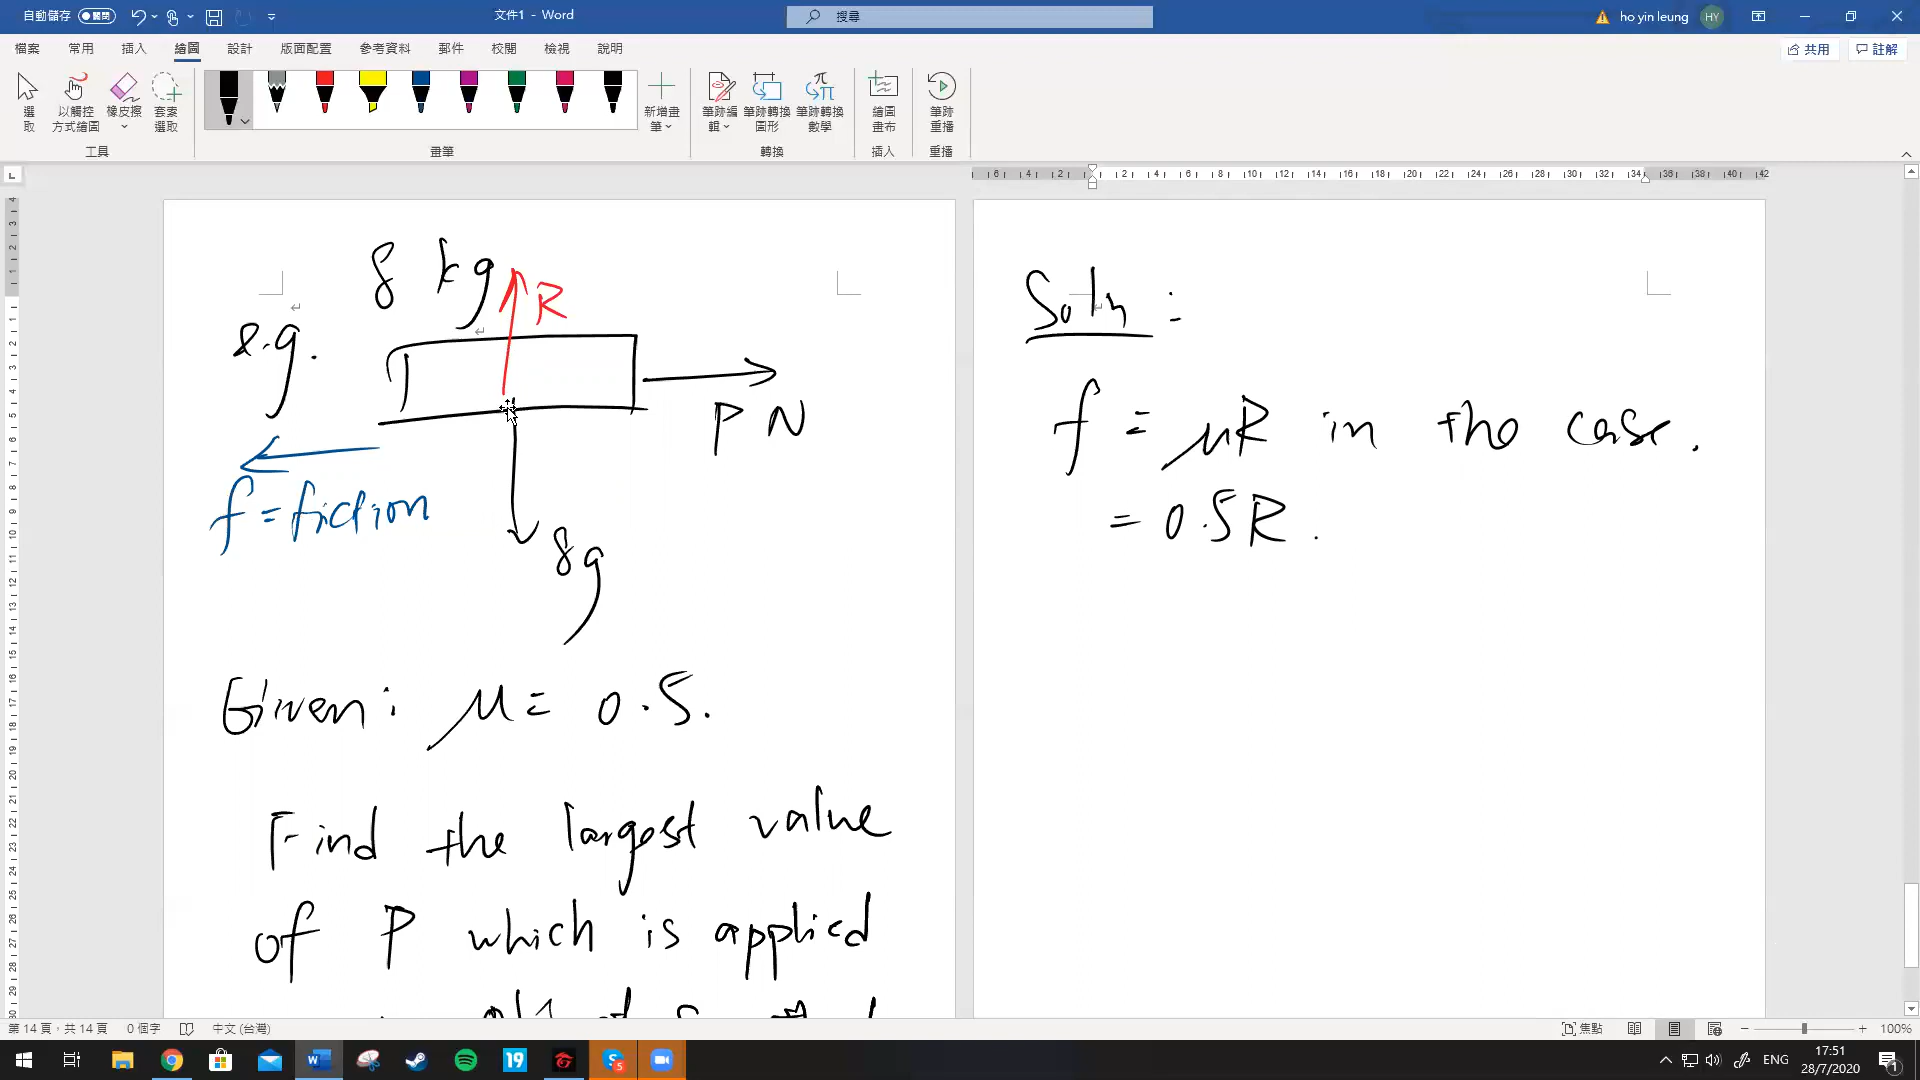 自動儲存 關閉
文件1 - Word
搜尋
ho yin leung HY
檔案 常用 插入 繪圖 設計 版面配置 參考資料 郵件 校閱 檢視 說明
共用 註解
選取
以觸控方式繪圖
橡皮擦
套索選取
新增畫筆
筆跡編輯
筆跡轉換圖形
筆跡轉換數學
繪圖畫布
筆跡重播
工具 畫筆 轉換 插入 重播
8 kg
R
e.g.
P N
f = fiction
8g
Given: μ = 0.5.
Find the largest value
of P which is applied
Soln :
f = μR in the case.
= 0.5R.
第 14 頁，共 14 頁 0 個字 中文 (台灣)
焦點
100%
ENG
17:51
28/7/2020